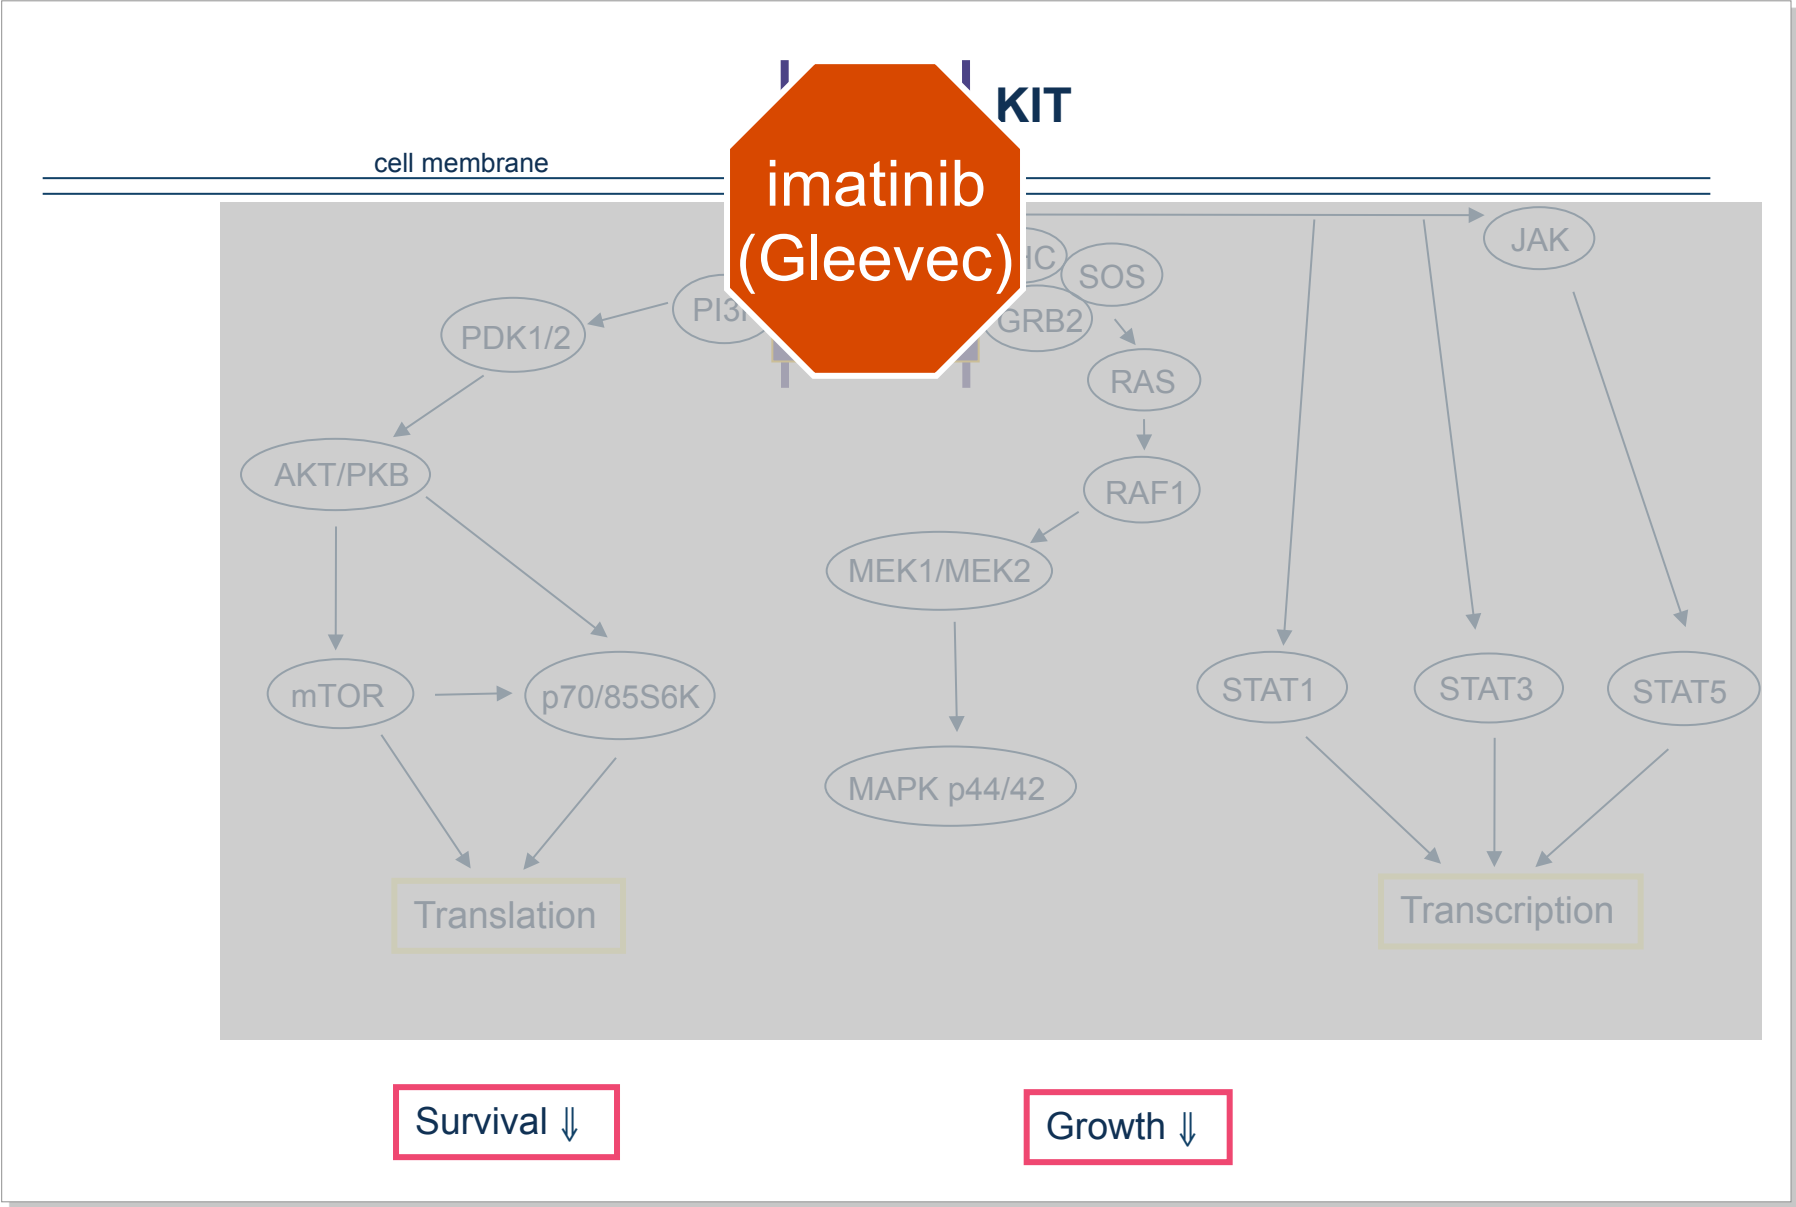 KIT
cell membrane
imatinib
(Gleevec)
JAK
SOS
GRB2
PDK1/2
RAS
AKT/PKB
RAF1
MEK1/MEK2
mTOR
p70/85S6K
STAT1
STAT3
STAT5
MAPK p44/42
Translation
Transcription
Survival ⇓
Growth ⇓